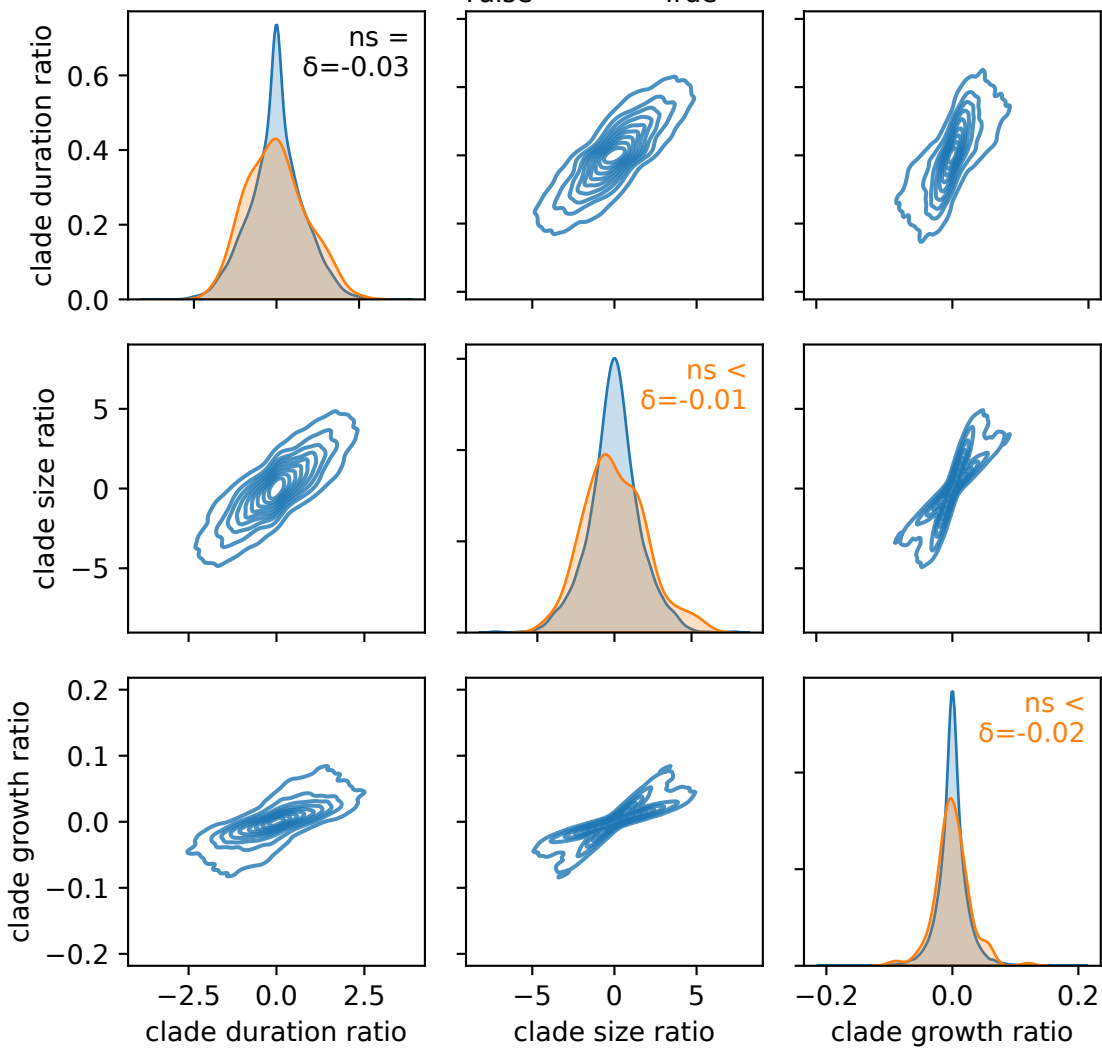 ns =
δ=-0.03
clade duration ratio
0.6
0.4
0.2
0.0
ns <
δ=-0.01
clade size ratio
5
0
−5
ns <
δ=-0.02
clade growth ratio
0.2
0.1
0.0
−0.1
−0.2
−2.5 0.0 2.5
−5 0 5
−0.2 0.0 0.2
clade duration ratio
clade size ratio
clade growth ratio